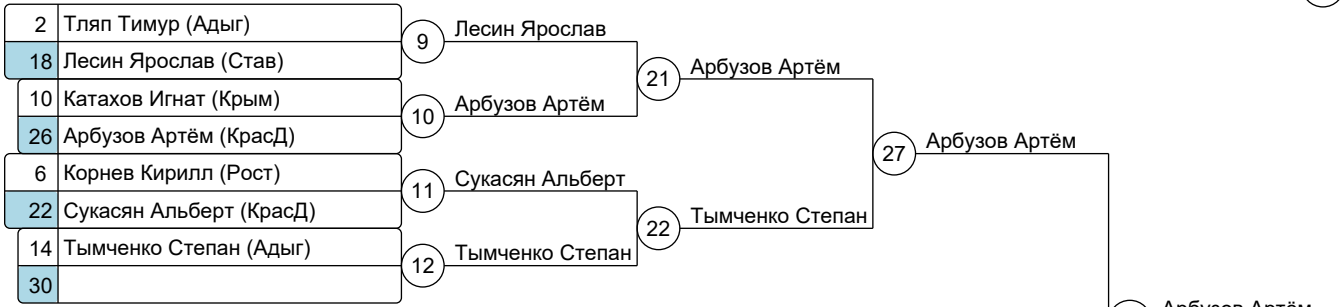 2 Тляп Тимур (Адыг)
18 Лесин Ярослав (Став)
9 Лесин Ярослав
10 Катахов Игнат (Крым)
26 Арбузов Артём (КрасД)
10 Арбузов Артём
21 Арбузов Артём
6 Корнев Кирилл (Рост)
22 Сукасян Альберт (КрасД)
11 Сукасян Альберт
14 Тымченко Степан (Адыг)
30
12 Тымченко Степан
22 Тымченко Степан
27 Арбузов Артём
Арбузов Артём